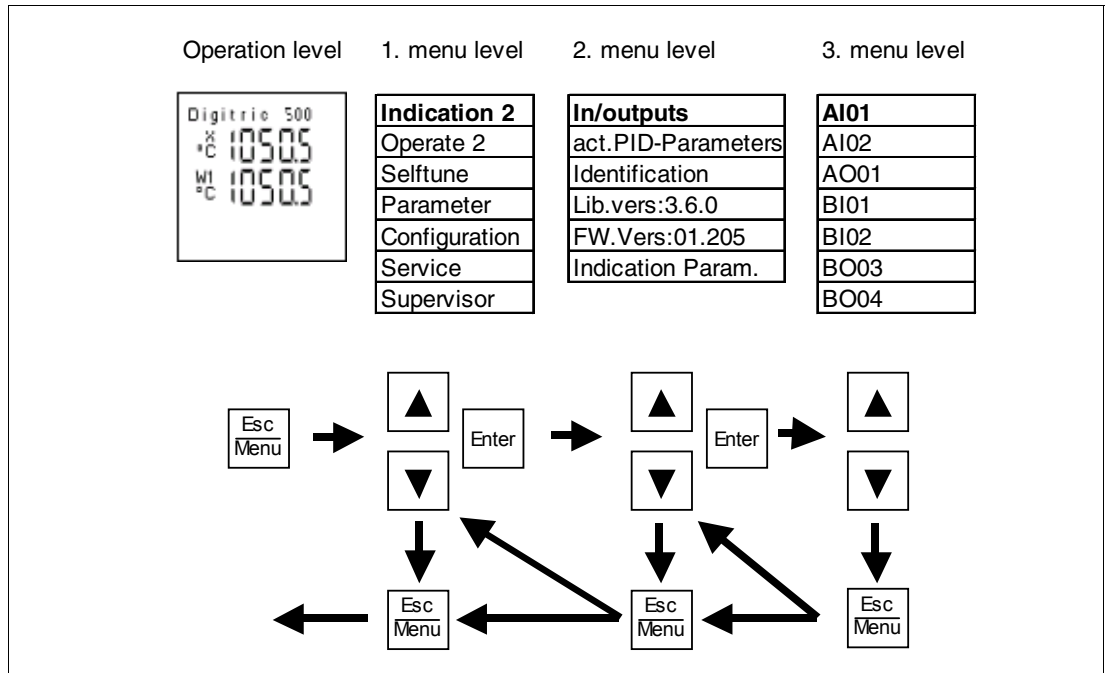 Operation level
1. menu level
2. menu level
3. menu level
Digitric 500
X
°C
1050.5
W1
°C
1050.5
Indication 2
Operate 2
Selftune
Parameter
Configuration
Service
Supervisor
In/outputs
act.PID-Parameters
Identification
Lib.vers:3.6.0
FW.Vers:01.205
Indication Param.
AI01
AI02
AO01
BI01
BI02
BO03
BO04
Esc
Menu
Enter
Enter
Esc
Menu
Esc
Menu
Esc
Menu